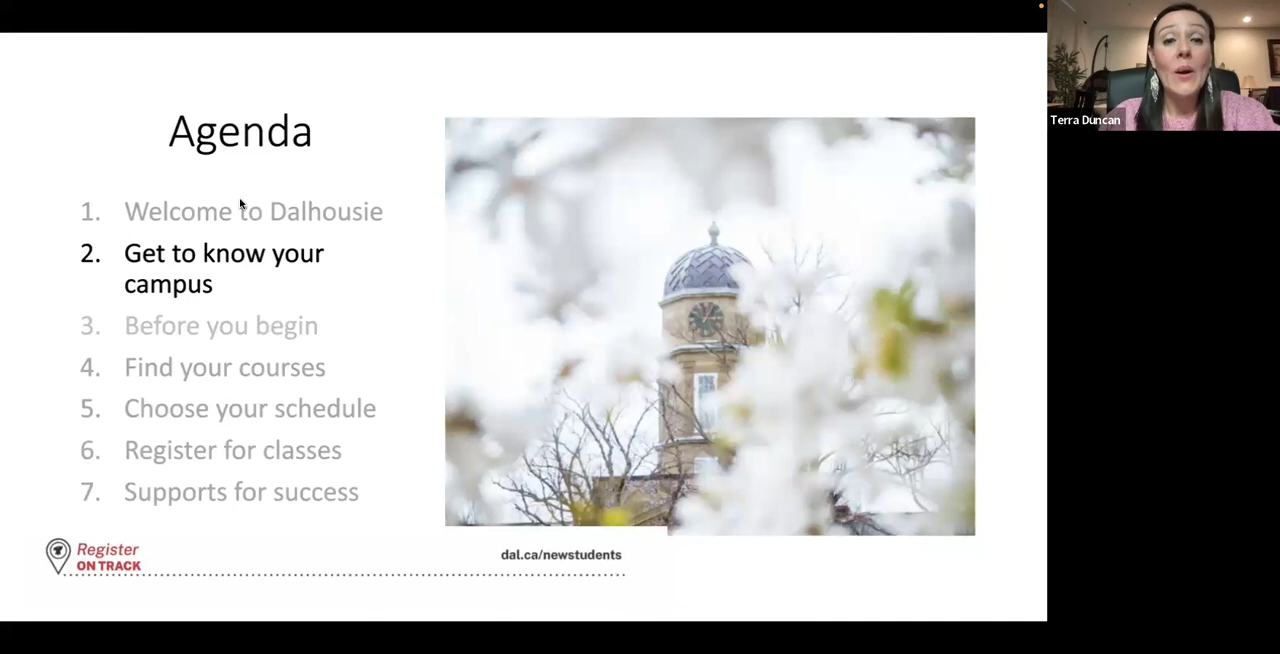 Agenda
1. Welcome to Dalhousie
2. Get to know your
campus
3. Before you begin
4. Find your courses
5. Choose your schedule
6. Register for classes
7. Supports for success
Register
ON TRACK
dal.ca/newstudents
Terra Duncan